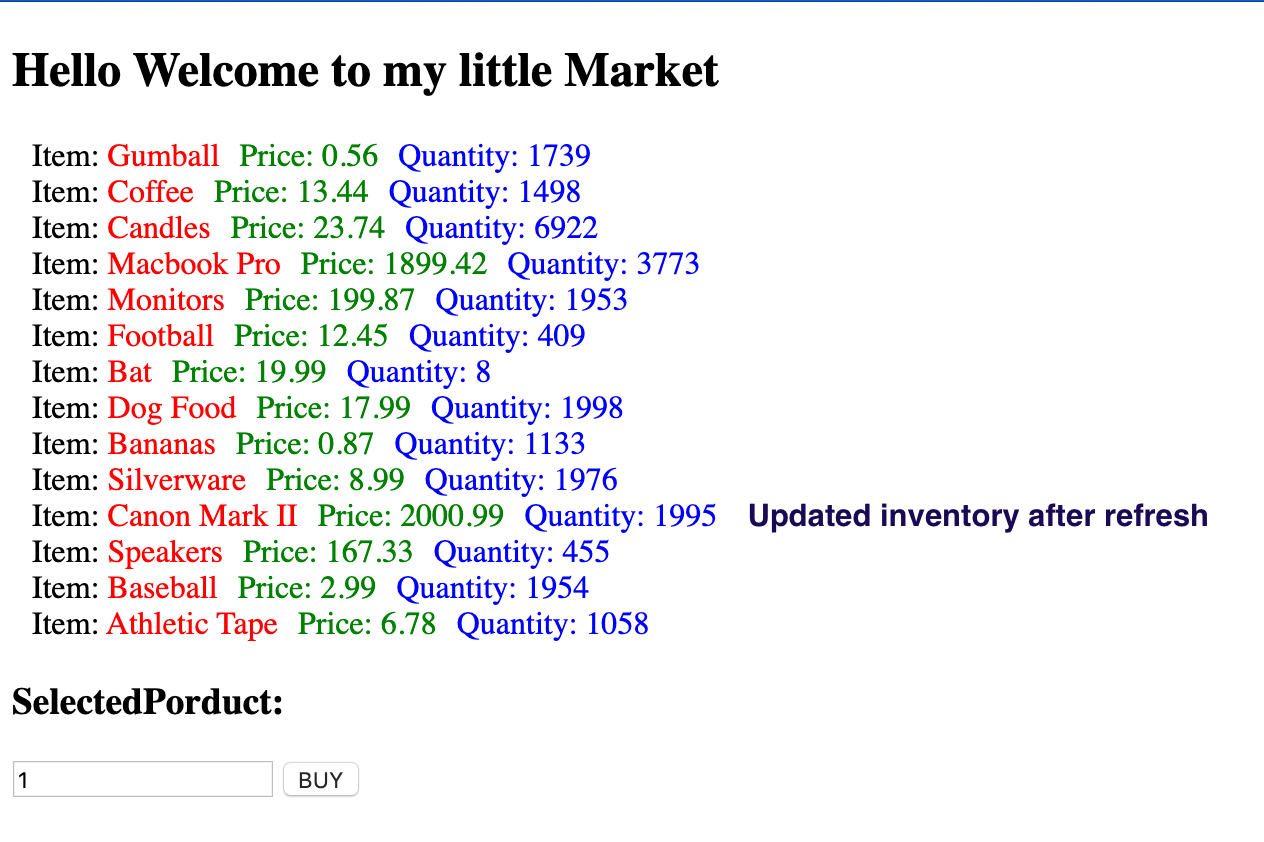 Hello Welcome to my little Market
Item: Gumball Price: 0.56 Quantity: 1739
Item: Coffee Price: 13.44 Quantity: 1498
Item: Candles Price: 23.74 Quantity: 6922
Item: Macbook Pro Price: 1899.42 Quantity: 3773
Item: Monitors Price: 199.87 Quantity: 1953
Item: Football Price: 12.45 Quantity: 409
Item: Bat Price: 19.99 Quantity: 8
Item: Dog Food Price: 17.99 Quantity: 1998
Item: Bananas Price: 0.87 Quantity: 1133
Item: Silverware Price: 8.99 Quantity: 1976
Item: Canon Mark II Price: 2000.99 Quantity: 1995 Updated inventory after refresh
Item: Speakers Price: 167.33 Quantity: 455
Item: Baseball Price: 2.99 Quantity: 1954
Item: Athletic Tape Price: 6.78 Quantity: 1058
SelectedPorduct:
1 BUY